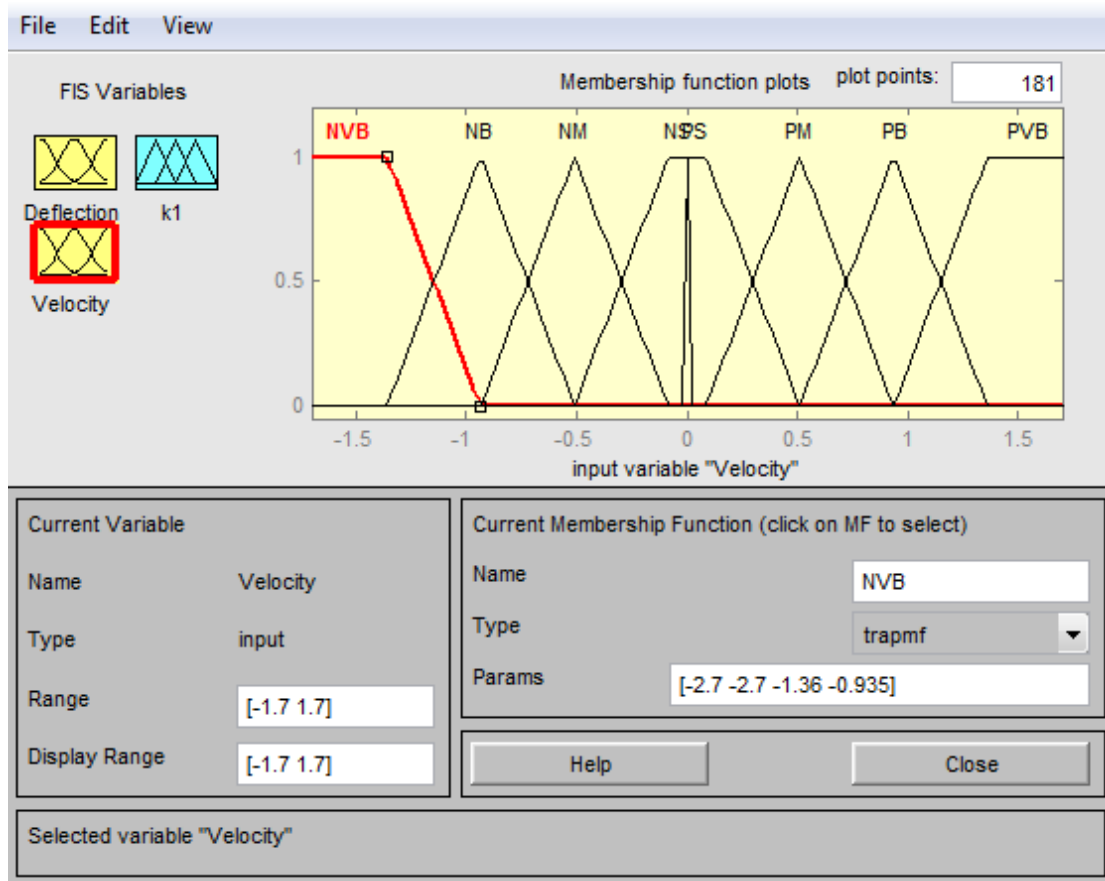 File Edit View
FIS Variables
Membership function plots plot points: 181
NVB NB NM NS PS PM PB PVB
1
0.5
0
-1.5 -1 -0.5 0 0.5 1 1.5
input variable "Velocity"
Deflection k1
Velocity
Current Variable
Name Velocity
Type input
Range [-1.7 1.7]
Display Range [-1.7 1.7]
Current Membership Function (click on MF to select)
Name NVB
Type trapmf
Params [-2.7 -2.7 -1.36 -0.935]
Help Close
Selected variable "Velocity"